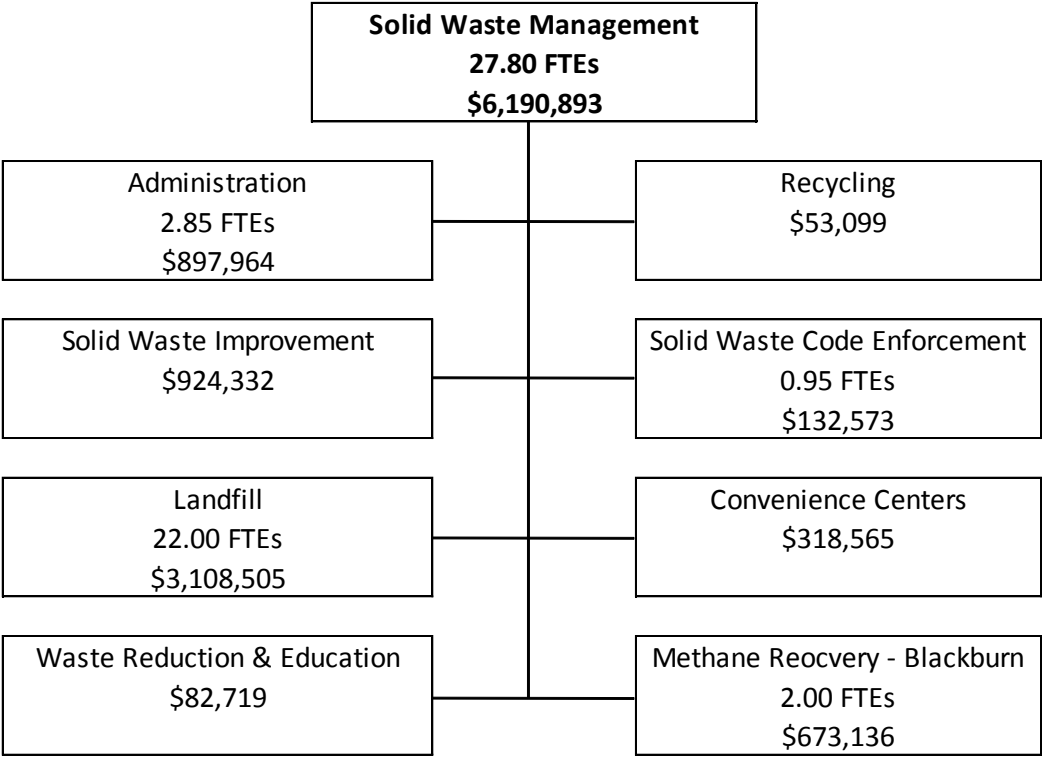 Solid Waste Management
27.80 FTEs
$6,190,893
Administration
2.85 FTEs
$897,964
Recycling
$53,099
Solid Waste Improvement
$924,332
Solid Waste Code Enforcement
0.95 FTEs
$132,573
Landfill
22.00 FTEs
$3,108,505
Convenience Centers
$318,565
Waste Reduction & Education
$82,719
Methane Reocvery - Blackburn
2.00 FTEs
$673,136